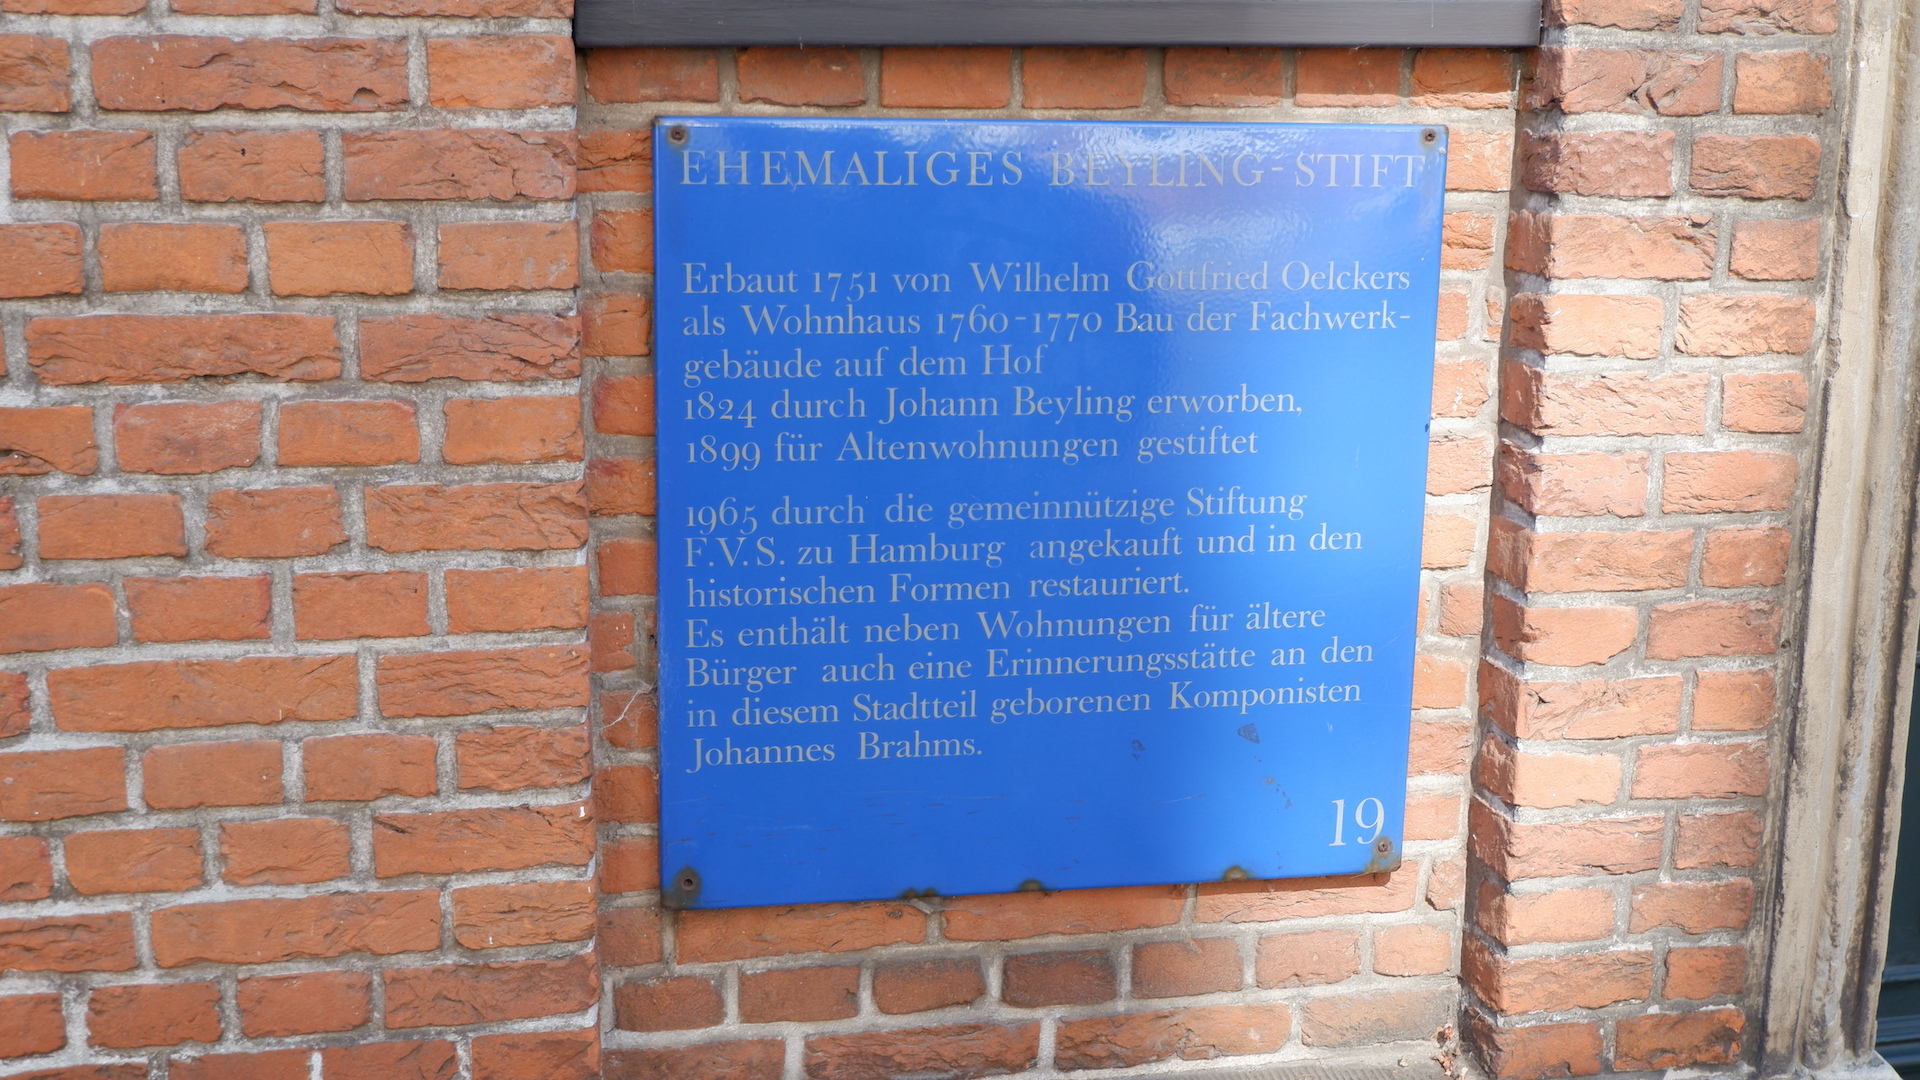 EHEMALIGES BEYLING-STIFT
Erbaut 1751 von Wilhelm Gottfried Oelckers
als Wohnhaus 1760-1770 Bau der Fachwerk-
gebäude auf dem Hof
1824 durch Johann Beyling erworben,
1899 für Altenwohnungen gestiftet
1965 durch die gemeinnützige Stiftung
F.V.S. zu Hamburg angekauft und in den
historischen Formen restauriert.
Es enthält neben Wohnungen für ältere
Bürger auch eine Erinnerungsstätte an den
in diesem Stadtteil geborenen Komponisten
Johannes Brahms.
19